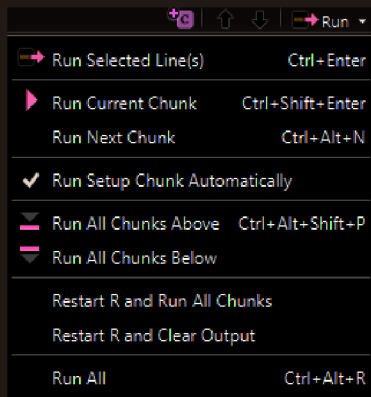 C Run
Run Selected Line(s) Ctrl+Enter
Run Current Chunk Ctrl+Shift+Enter
Run Next Chunk Ctrl+Alt+N
Run Setup Chunk Automatically
Run All Chunks Above Ctrl+Alt+Shift+P
Run All Chunks Below
Restart R and Run All Chunks
Restart R and Clear Output
Run All Ctrl+Alt+R